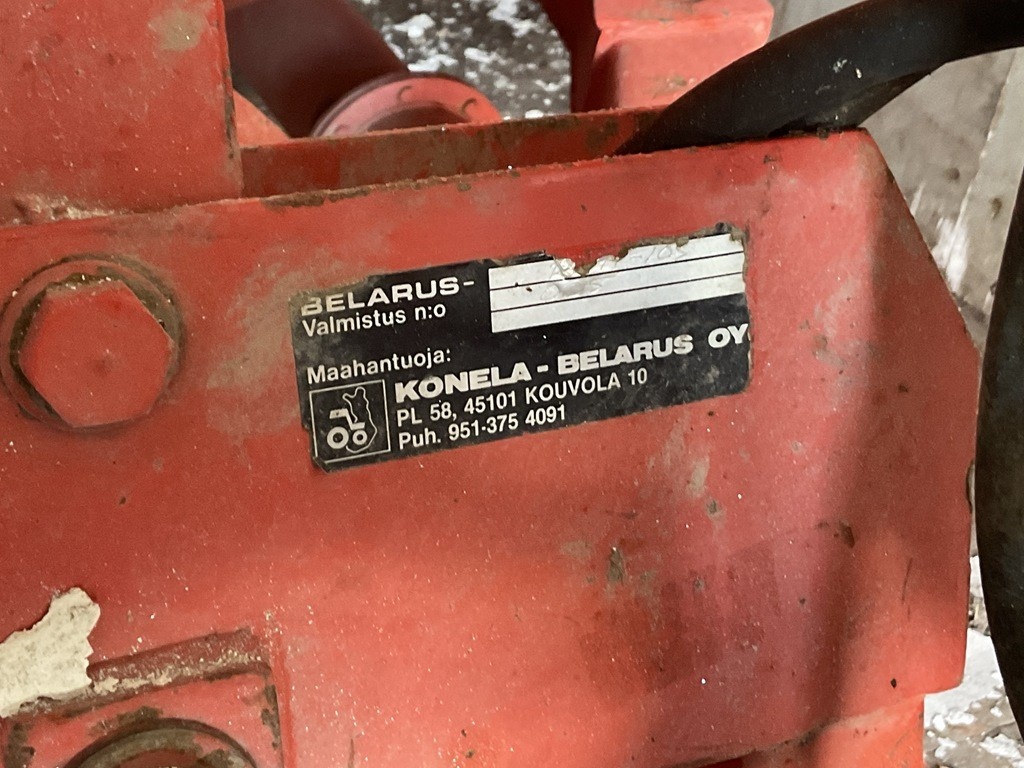 BELARUS-
Valmistus n:o
Maahantuoja:
KONELA - BELARUS OY
PL 58, 45101 KOUVOLA 10
Puh. 951-375 4091